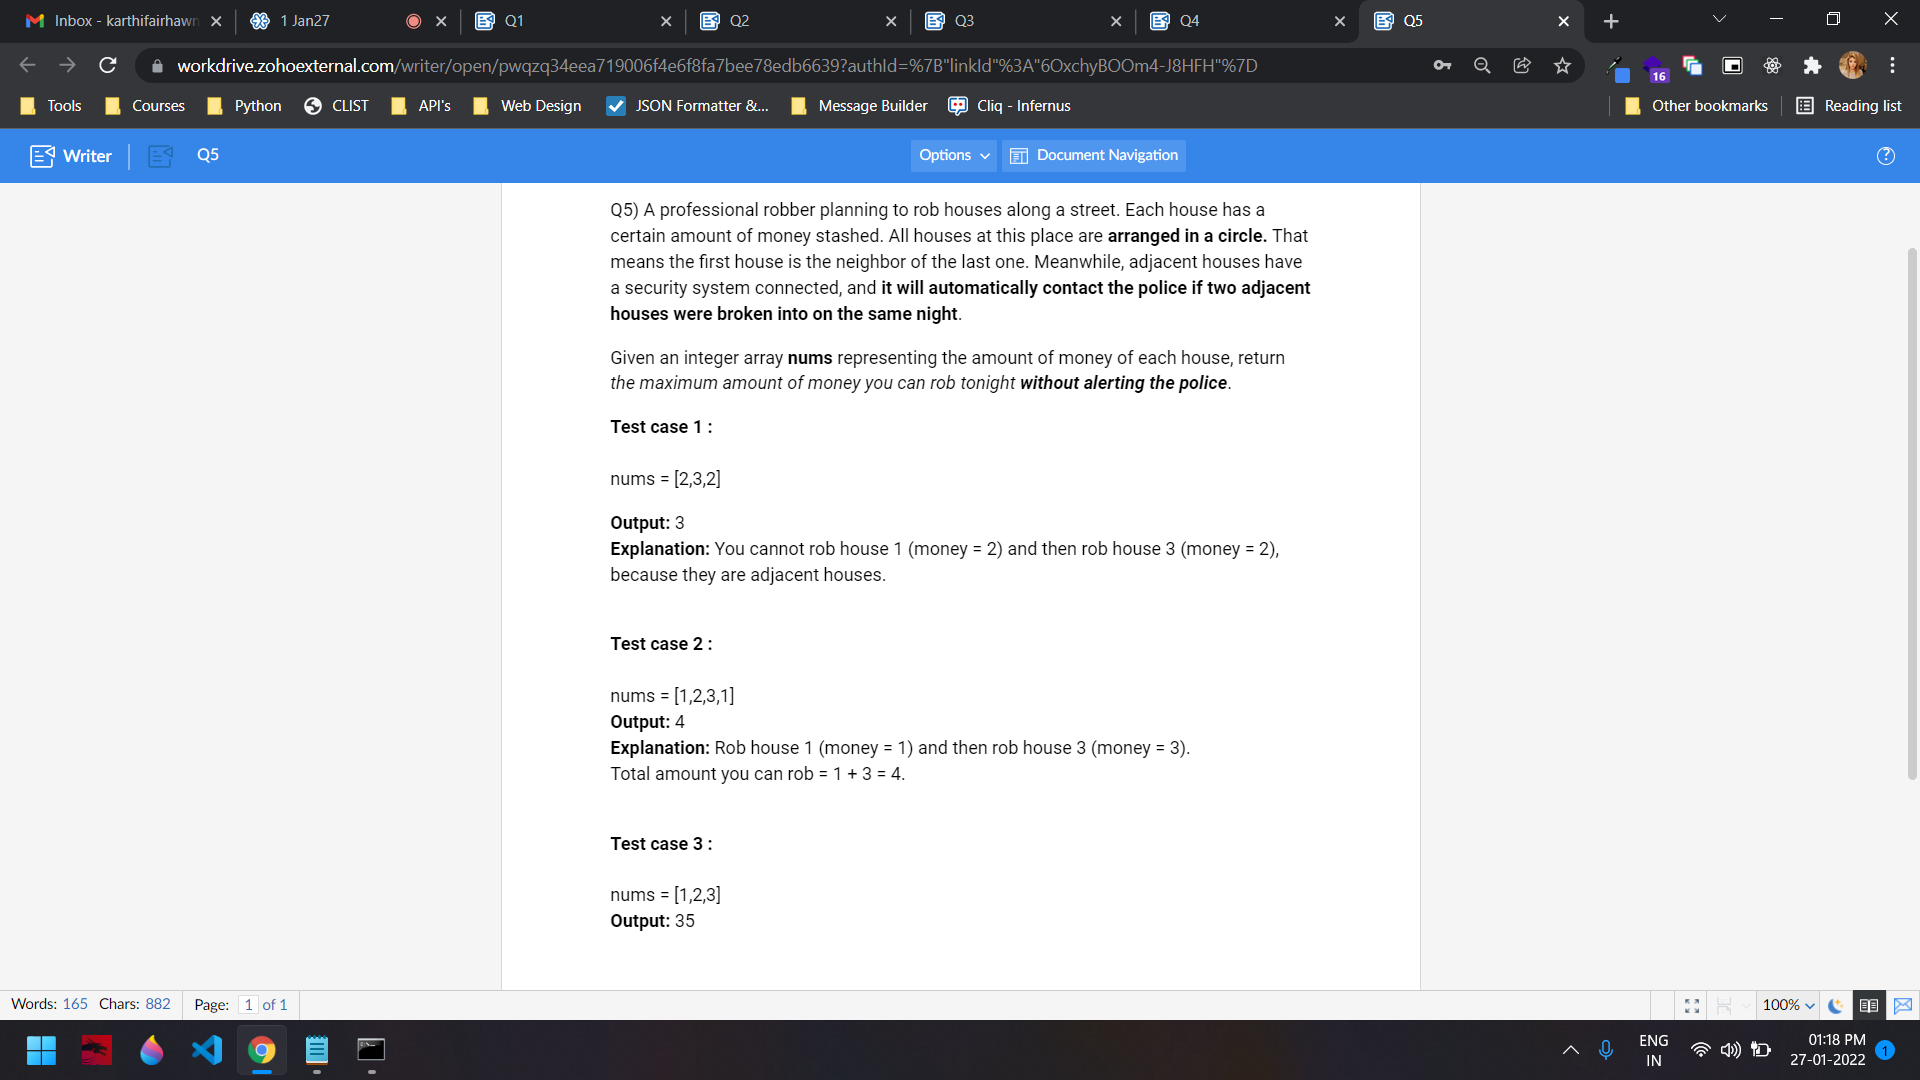 Inbox - karthifairhawn
1 Jan27
Q1
Q2
Q3
Q4
Q5
workdrive.zohoexternal.com/writer/open/pwqzq34eea719006f4e6f8fa7bee78edb6639?authId=%7B"linkId"%3A"6OxchyBOOm4-J8HFH"%7D
16
Tools
Courses
Python
CLIST
API's
Web Design
JSON Formatter &...
Message Builder
Cliq - Infernus
Other bookmarks
Reading list
Writer
Q5
Options
Document Navigation
Q5) A professional robber planning to rob houses along a street. Each house has a
certain amount of money stashed. All houses at this place are arranged in a circle. That
means the first house is the neighbor of the last one. Meanwhile, adjacent houses have
a security system connected, and it will automatically contact the police if two adjacent
houses were broken into on the same night.
Given an integer array nums representing the amount of money of each house, return
the maximum amount of money you can rob tonight without alerting the police.
Test case 1 :
nums = [2,3,2]
Output: 3
Explanation: You cannot rob house 1 (money = 2) and then rob house 3 (money = 2),
because they are adjacent houses.
Test case 2 :
nums = [1,2,3,1]
Output: 4
Explanation: Rob house 1 (money = 1) and then rob house 3 (money = 3).
Total amount you can rob = 1 + 3 = 4.
Test case 3 :
nums = [1,2,3]
Output: 35
Words: 165 Chars: 882 Page: 1 of 1
100%
ENG
IN
01:18 PM
27-01-2022
1